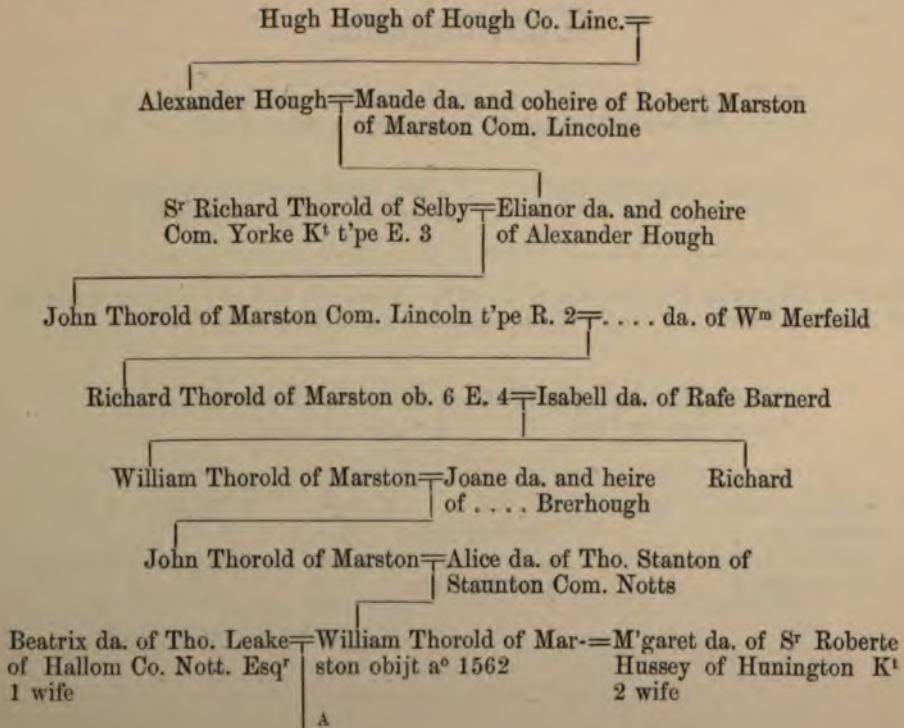 Hugh Hough of Hough Co. Linc.
Alexander Hough=Maude da. and coheire of Robert Marston
of Marston Com. Lincolne
Sʳ Richard Thorold of Selby=Elianor da. and coheire
Com. Yorke Kᵗ t'pe E. 3 of Alexander Hough
John Thorold of Marston Com. Lincoln t'pe R. 2=. . . . da. of Wᵐ Merfeild
Richard Thorold of Marston ob. 6 E. 4=Isabell da. of Rafe Barnerd
William Thorold of Marston=Joane da. and heire Richard
of . . . . Brerhough
John Thorold of Marston=Alice da. of Tho. Stanton of
Staunton Com. Notts
Beatrix da. of Tho. Leake=William Thorold of Mar-=M'garet da. of Sʳ Roberte
of Hallom Co. Nott. Esqʳ ston obijt aᵒ 1562 Hussey of Hunington Kᵗ
1 wife 2 wife
A